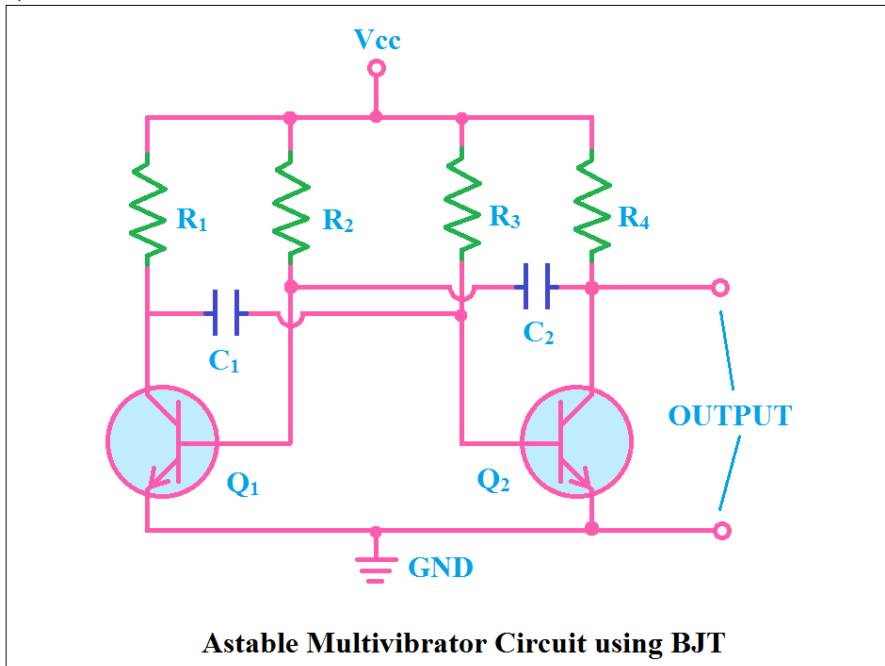 Vcc
R₁
R₂
R₃
R₄
C₁
C₂
OUTPUT
Q₁
Q₂
GND
Astable Multivibrator Circuit using BJT